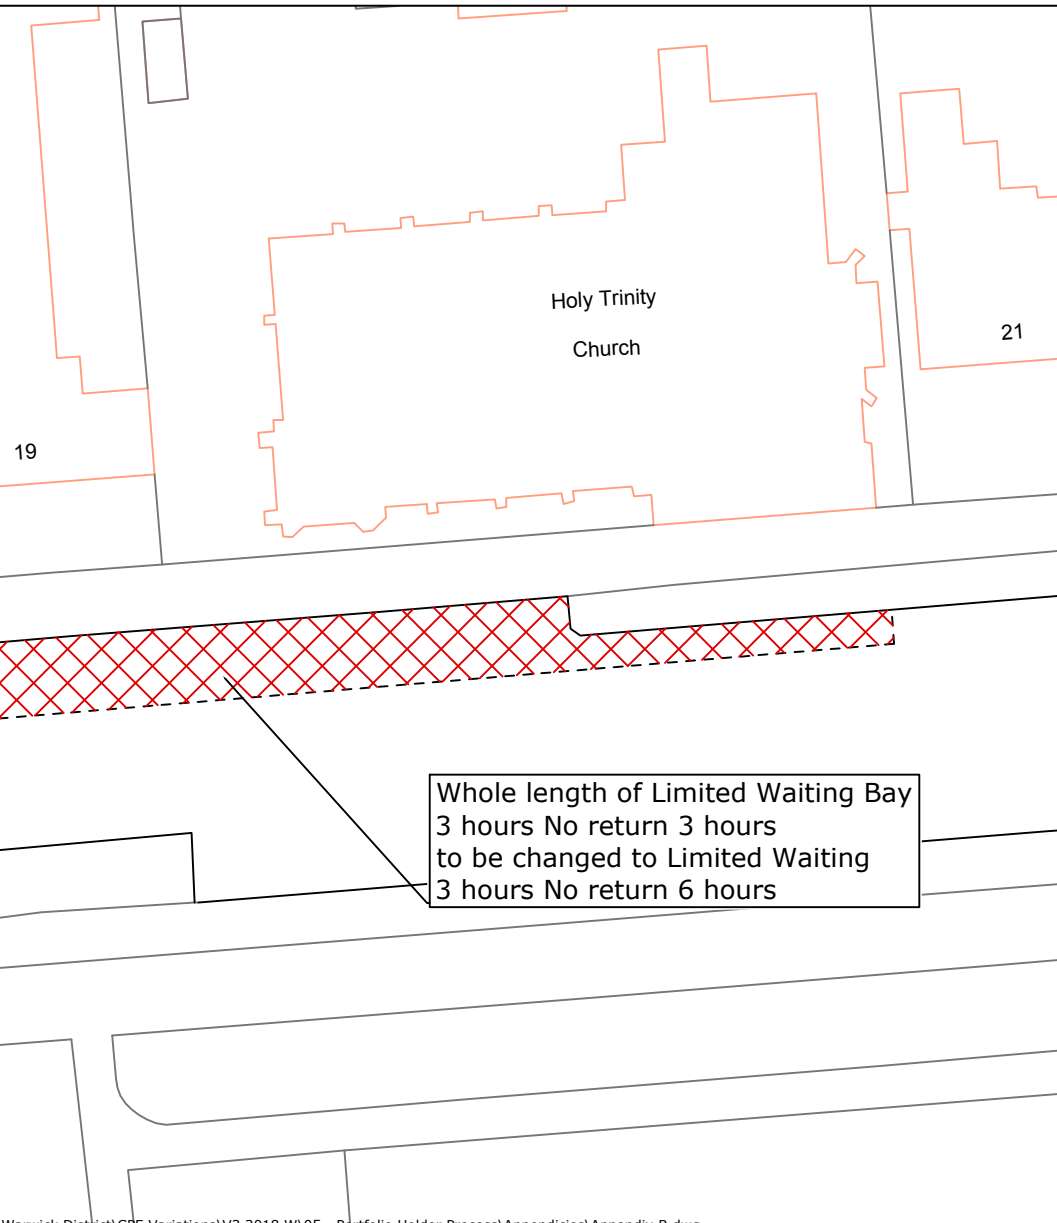 Holy Trinity
Church
21
19
Whole length of Limited Waiting Bay
3 hours No return 3 hours
to be changed to Limited Waiting
3 hours No return 6 hours